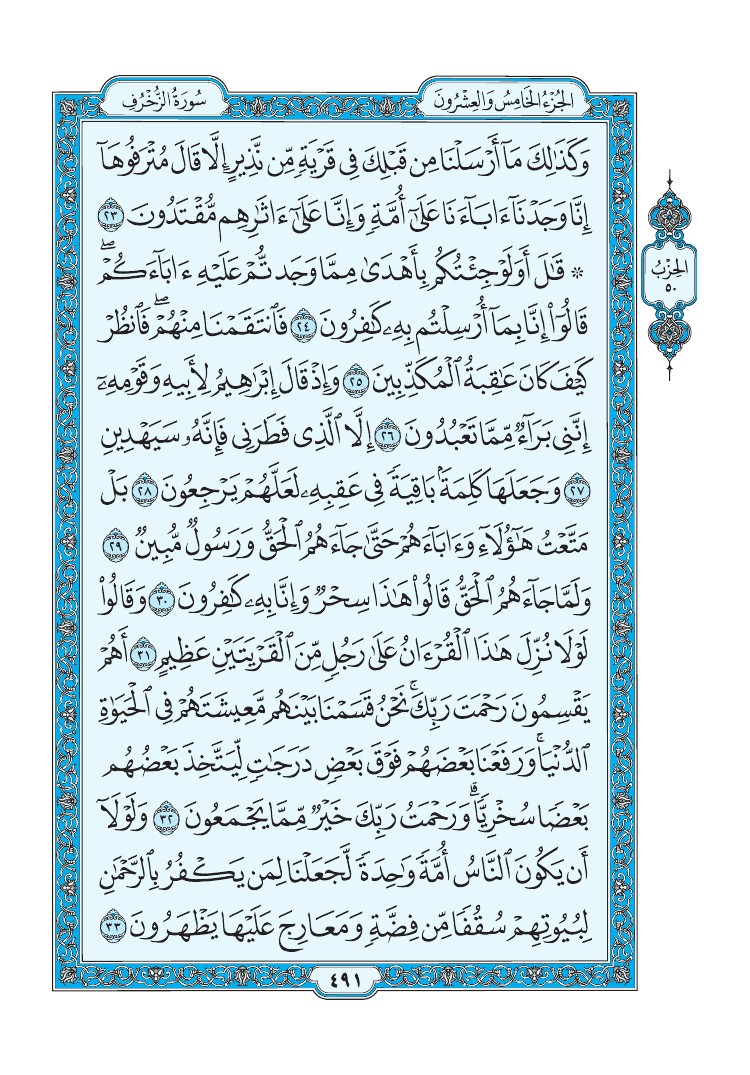 سُورَةُ الزُّخْرُفِ
الجُزْءُ الخَامِسُ وَالعِشْرُونَ
وَكَذَٰلِكَ مَآ أَرْسَلْنَا مِن قَبْلِكَ فِي قَرْيَةٖ مِّن نَّذِيرٍ إِلَّا قَالَ مُتْرَفُوهَآ
إِنَّا وَجَدْنَآ ءَابَآءَنَا عَلَىٰٓ أُمَّةٖ وَإِنَّا عَلَىٰٓ ءَاثَٰرِهِم مُّقْتَدُونَ ٢٣
۞ قَٰلَ أَوَلَوْ جِئْتُكُم بِأَهْدَىٰ مِمَّا وَجَدتُّمْ عَلَيْهِ ءَابَآءَكُمْۖ
قَالُوٓاْ إِنَّا بِمَآ أُرْسِلْتُم بِهِۦ كَٰفِرُونَ ٢٤ فَٱنتَقَمْنَا مِنْهُمْۖ فَٱنظُرْ
كَيْفَ كَانَ عَٰقِبَةُ ٱلْمُكَذِّبِينَ ٢٥ وَإِذْ قَالَ إِبْرَٰهِيمُ لِأَبِيهِ وَقَوْمِهِۦٓ
إِنَّنِي بَرَآءٞ مِّمَّا تَعْبُدُونَ ٢٦ إِلَّا ٱلَّذِي فَطَرَنِي فَإِنَّهُۥ سَيَهْدِينِ
٢٧ وَجَعَلَهَا كَلِمَةَۢ بَاقِيَةٗ فِي عَقِبِهِۦ لَعَلَّهُمْ يَرْجِعُونَ ٢٨ بَلْ
مَتَّعْتُ هَٰٓؤُلَآءِ وَءَابَآءَهُمْ حَتَّىٰ جَآءَهُمُ ٱلْحَقُّ وَرَسُولٞ مُّبِينٞ ٢٩
وَلَمَّا جَآءَهُمُ ٱلْحَقُّ قَالُواْ هَٰذَا سِحْرٞ وَإِنَّا بِهِۦ كَٰفِرُونَ ٣٠ وَقَالُواْ
لَوْلَا نُزِّلَ هَٰذَا ٱلْقُرْءَانُ عَلَىٰ رَجُلٖ مِّنَ ٱلْقَرْيَتَيْنِ عَظِيمٍ ٣١ أَهُمْ
يَقْسِمُونَ رَحْمَتَ رَبِّكَۚ نَحْنُ قَسَمْنَا بَيْنَهُم مَّعِيشَتَهُمْ فِي ٱلْحَيَوٰةِ
ٱلدُّنْيَاۚ وَرَفَعْنَا بَعْضَهُمْ فَوْقَ بَعْضٖ دَرَجَٰتٖ لِّيَتَّخِذَ بَعْضُهُم
بَعْضٗا سُخْرِيّٗاۗ وَرَحْمَتُ رَبِّكَ خَيْرٞ مِّمَّا يَجْمَعُونَ ٣٢ وَلَوْلَآ
أَن يَكُونَ ٱلنَّاسُ أُمَّةٗ وَٰحِدَةٗ لَّجَعَلْنَا لِمَن يَكْفُرُ بِٱلرَّحْمَٰنِ
لِبُيُوتِهِمْ سُقُفٗا مِّن فِضَّةٖ وَمَعَارِجَ عَلَيْهَا يَظْهَرُونَ ٣٣
الحِزْبُ
٥٠
٤٩١